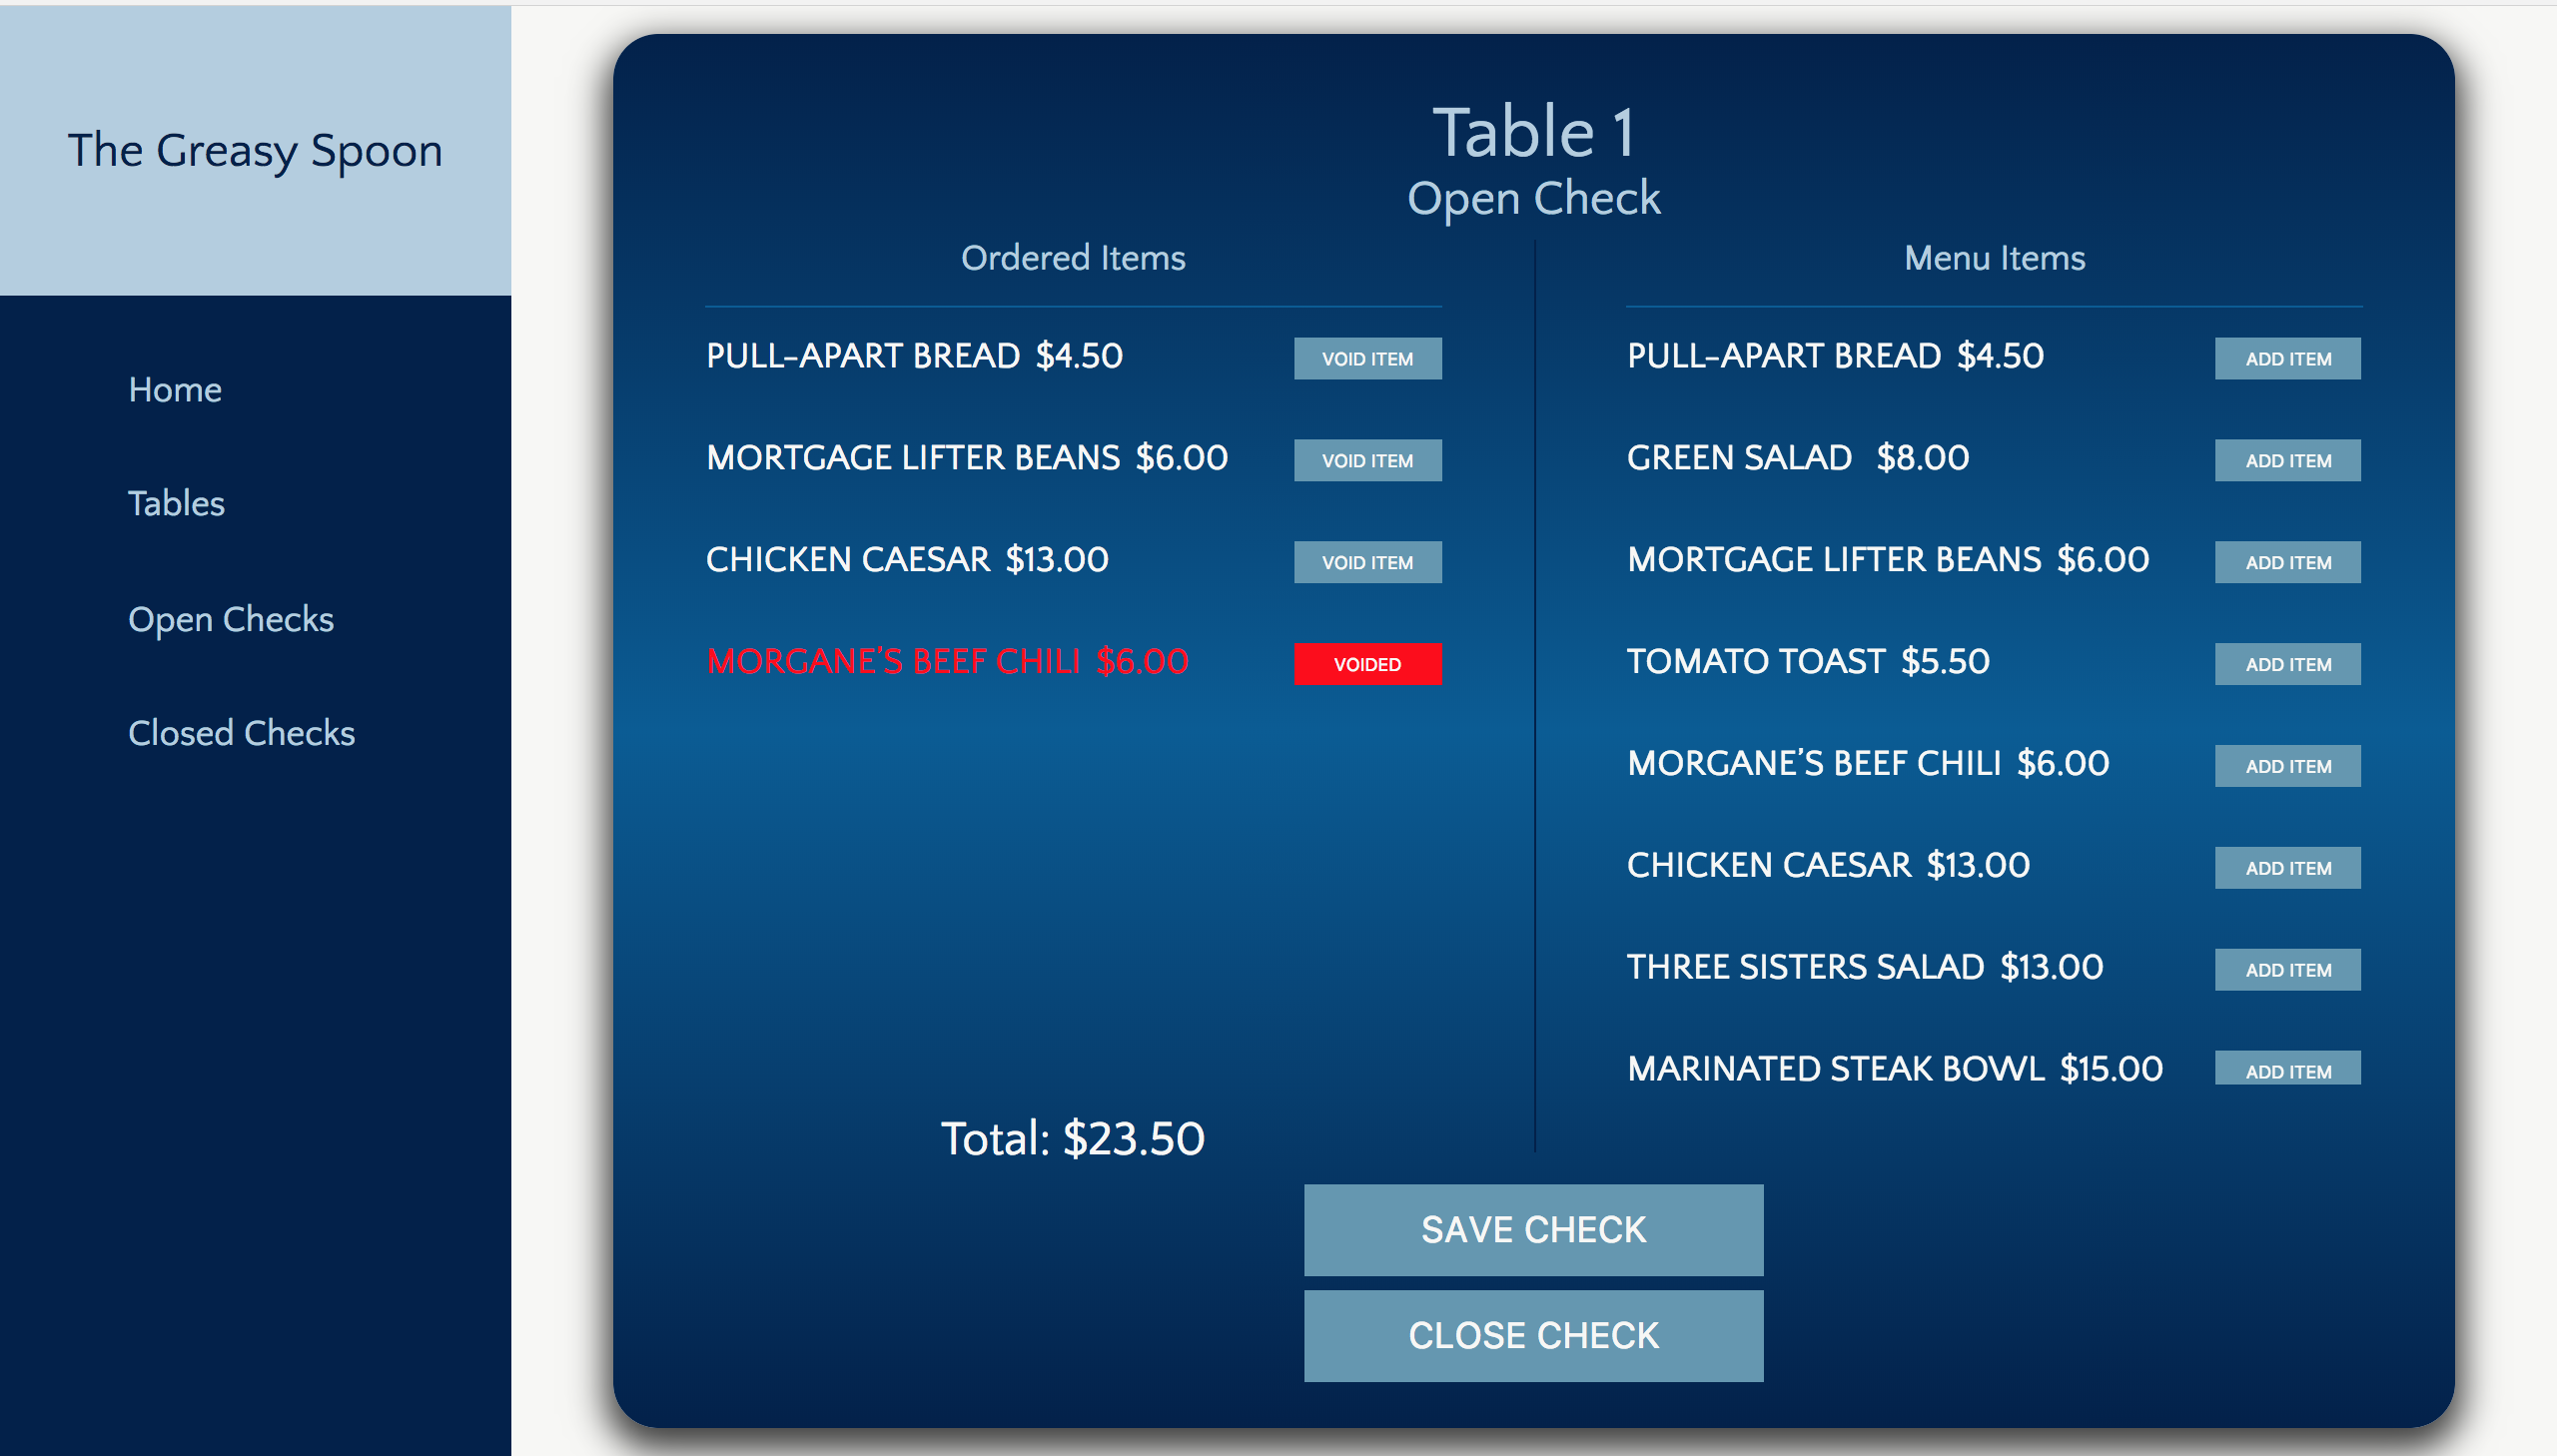 The Greasy Spoon
Home
Tables
Open Checks
Closed Checks
Table 1
Open Check
Ordered Items
PULL-APART BREAD $4.50 VOID ITEM
MORTGAGE LIFTER BEANS $6.00 VOID ITEM
CHICKEN CAESAR $13.00 VOID ITEM
MORGANE'S BEEF CHILI $6.00 VOIDED
Total: $23.50
Menu Items
PULL-APART BREAD $4.50 ADD ITEM
GREEN SALAD $8.00 ADD ITEM
MORTGAGE LIFTER BEANS $6.00 ADD ITEM
TOMATO TOAST $5.50 ADD ITEM
MORGANE'S BEEF CHILI $6.00 ADD ITEM
CHICKEN CAESAR $13.00 ADD ITEM
THREE SISTERS SALAD $13.00 ADD ITEM
MARINATED STEAK BOWL $15.00 ADD ITEM
SAVE CHECK
CLOSE CHECK